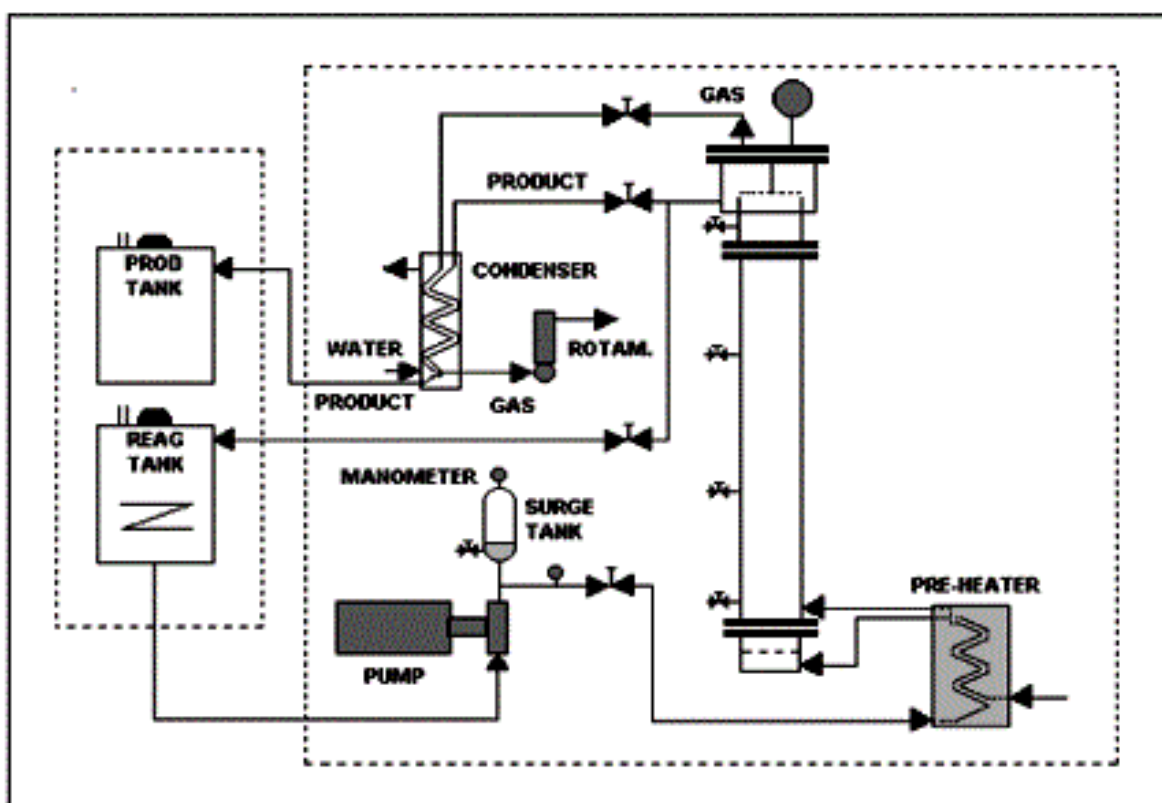 GAS
PRODUCT
PROD
TANK
CONDENSER
WATER
ROTAM.
PRODUCT
GAS
REAG
TANK
MANOMETER
SURGE
TANK
PRE-HEATER
PUMP